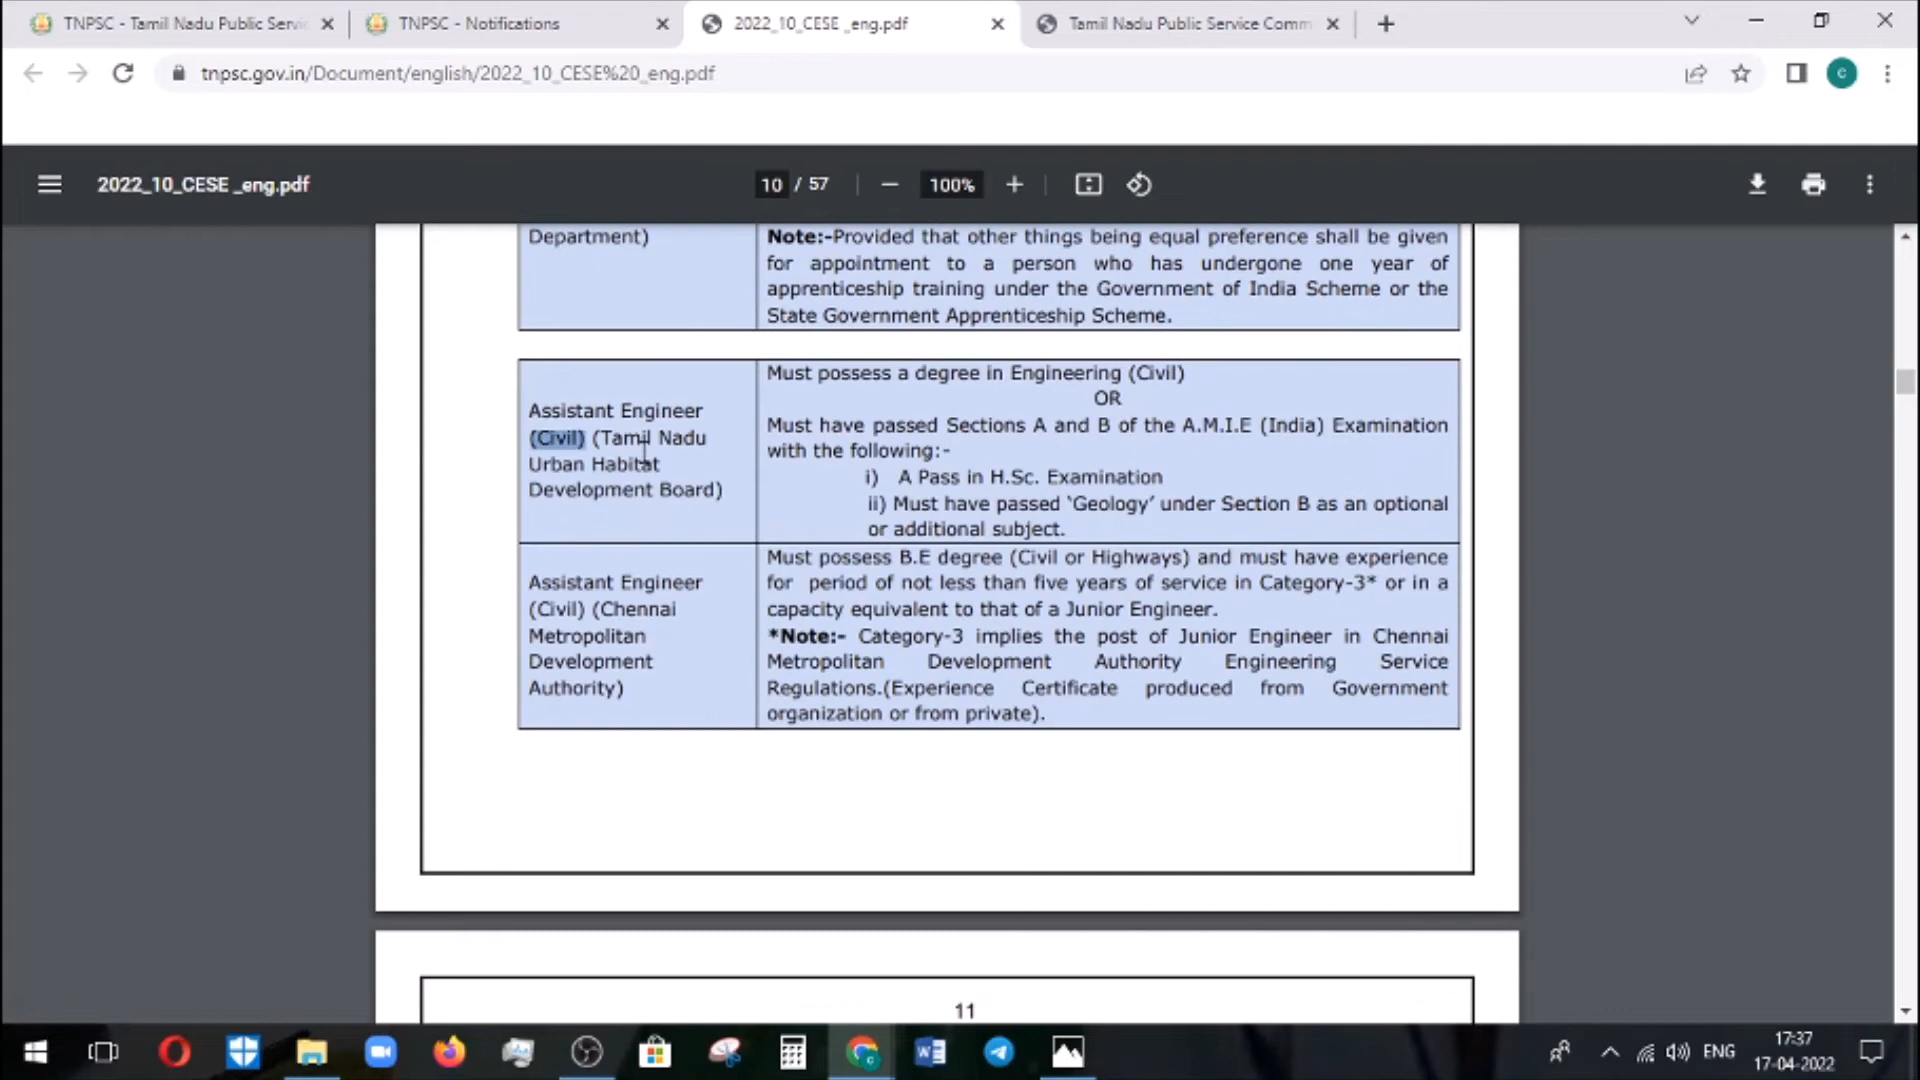 TNPSC - Tamil Nadu Public Servic
TNPSC - Notifications
2022_10_CESE _eng.pdf
Tamil Nadu Public Service Comm
tnpsc.gov.in/Document/english/2022_10_CESE%20_eng.pdf
C
2022_10_CESE _eng.pdf
10 / 57
100%
Department)
Note:-Provided that other things being equal preference shall be given
for appointment to a person who has undergone one year of
apprenticeship training under the Government of India Scheme or the
State Government Apprenticeship Scheme.
Assistant Engineer
(Civil) (Tamil Nadu
Urban Habitat
Development Board)
Must possess a degree in Engineering (Civil)
OR
Must have passed Sections A and B of the A.M.I.E (India) Examination
with the following:-
i) A Pass in H.Sc. Examination
ii) Must have passed ‘Geology’ under Section B as an optional
or additional subject.
Assistant Engineer
(Civil) (Chennai
Metropolitan
Development
Authority)
Must possess B.E degree (Civil or Highways) and must have experience
for period of not less than five years of service in Category-3* or in a
capacity equivalent to that of a Junior Engineer.
*Note:- Category-3 implies the post of Junior Engineer in Chennai
Metropolitan Development Authority Engineering Service
Regulations.(Experience Certificate produced from Government
organization or from private).
11
ENG
17:37
17-04-2022